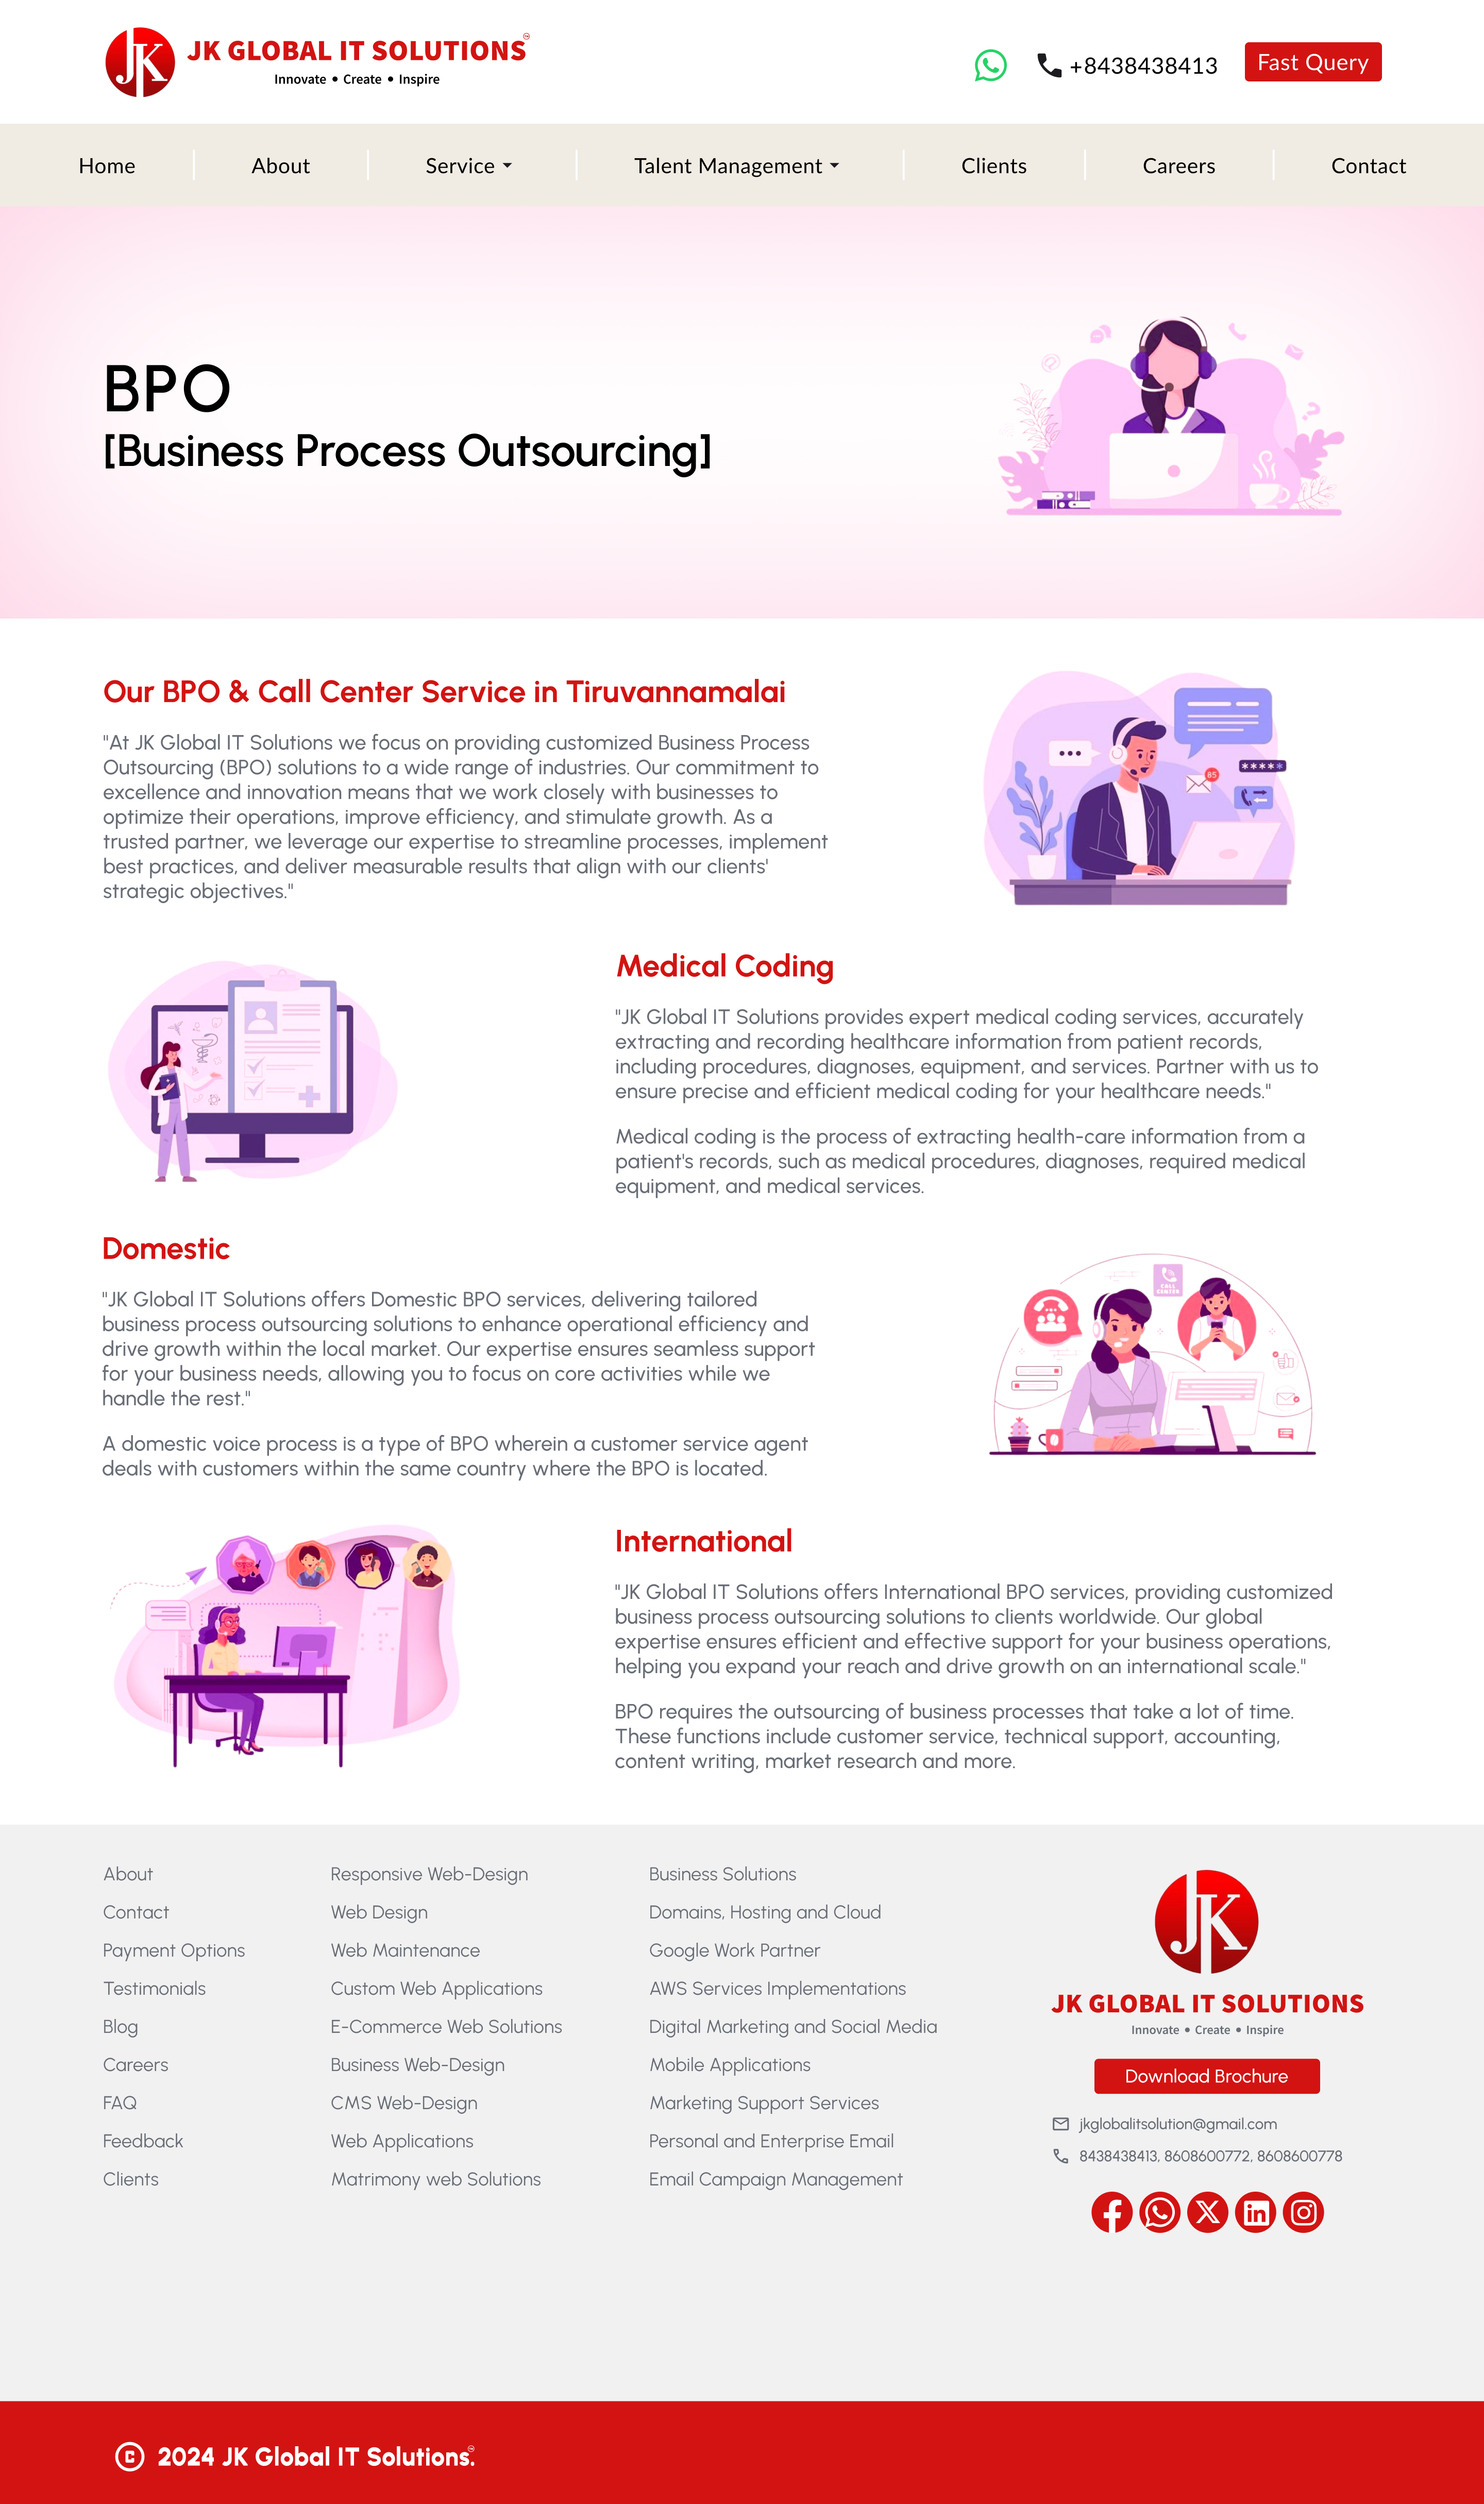 JK GLOBAL IT SOLUTIONS
Innovate • Create • Inspire
+8438438413
Fast Query
Home
About
Service
Talent Management
Clients
Careers
Contact
BPO
[Business Process Outsourcing]
Our BPO & Call Center Service in Tiruvannamalai
"At JK Global IT Solutions we focus on providing customized Business Process
Outsourcing (BPO) solutions to a wide range of industries. Our commitment to
excellence and innovation means that we work closely with businesses to
optimize their operations, improve efficiency, and stimulate growth. As a
trusted partner, we leverage our expertise to streamline processes, implement
best practices, and deliver measurable results that align with our clients'
strategic objectives."
85
Medical Coding
"JK Global IT Solutions provides expert medical coding services, accurately
extracting and recording healthcare information from patient records,
including procedures, diagnoses, equipment, and services. Partner with us to
ensure precise and efficient medical coding for your healthcare needs."
Medical coding is the process of extracting health-care information from a
patient's records, such as medical procedures, diagnoses, required medical
equipment, and medical services.
Domestic
"JK Global IT Solutions offers Domestic BPO services, delivering tailored
business process outsourcing solutions to enhance operational efficiency and
drive growth within the local market. Our expertise ensures seamless support
for your business needs, allowing you to focus on core activities while we
handle the rest."
A domestic voice process is a type of BPO wherein a customer service agent
deals with customers within the same country where the BPO is located.
CALL
CENTER
International
"JK Global IT Solutions offers International BPO services, providing customized
business process outsourcing solutions to clients worldwide. Our global
expertise ensures efficient and effective support for your business operations,
helping you expand your reach and drive growth on an international scale."
BPO requires the outsourcing of business processes that take a lot of time.
These functions include customer service, technical support, accounting,
content writing, market research and more.
About
Contact
Payment Options
Testimonials
Blog
Careers
FAQ
Feedback
Clients
Responsive Web-Design
Web Design
Web Maintenance
Custom Web Applications
E-Commerce Web Solutions
Business Web-Design
CMS Web-Design
Web Applications
Matrimony web Solutions
Business Solutions
Domains, Hosting and Cloud
Google Work Partner
AWS Services Implementations
Digital Marketing and Social Media
Mobile Applications
Marketing Support Services
Personal and Enterprise Email
Email Campaign Management
JK
JK GLOBAL IT SOLUTIONS
Innovate • Create • Inspire
Download Brochure
jkglobalitsolution@gmail.com
8438438413, 8608600772, 8608600778
© 2024 JK Global IT Solutions.